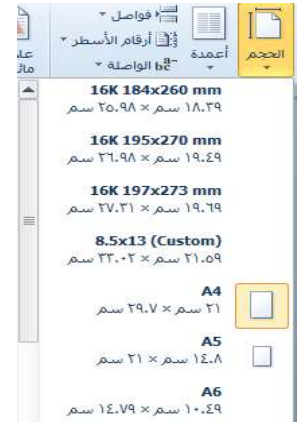 فواصل
أرقام الأسطر
الواصلة
أعمدة
الحجم
16K 184x260 mm
١٨.٣٩ سم × ٢٥.٩٨ سم
16K 195x270 mm
١٩.٤٩ سم × ٢٦.٩٨ سم
16K 197x273 mm
١٩.٦٩ سم × ٢٧.٣١ سم
8.5x13 (Custom)
٢١.٥٩ سم × ٣٣.٠٢ سم
A4
٢١ سم × ٢٩.٧ سم
A5
١٤.٨ سم × ٢١ سم
A6
١٠.٤٩ سم × ١٤.٧٩ سم